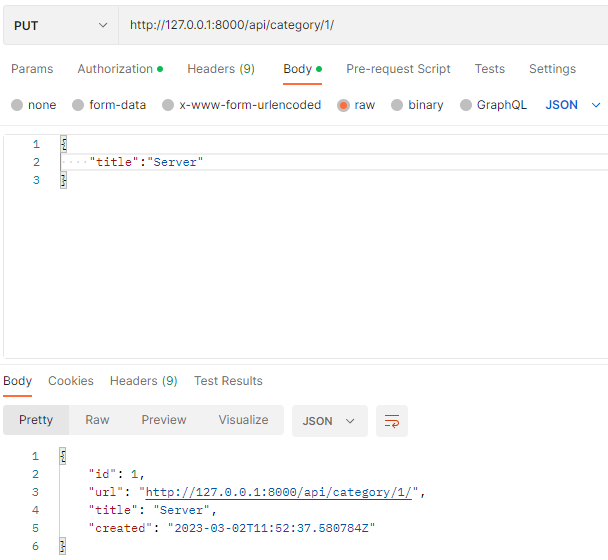 PUT http://127.0.0.1:8000/api/category/1/
Params Authorization Headers (9) Body Pre-request Script Tests Settings
none form-data x-www-form-urlencoded raw binary GraphQL JSON
1 {
2 ····"title":"Server"
3 }
Body Cookies Headers (9) Test Results
Pretty Raw Preview Visualize JSON
1 {
2 "id": 1,
3 "url": "http://127.0.0.1:8000/api/category/1/",
4 "title": "Server",
5 "created": "2023-03-02T11:52:37.580784Z"
6 }